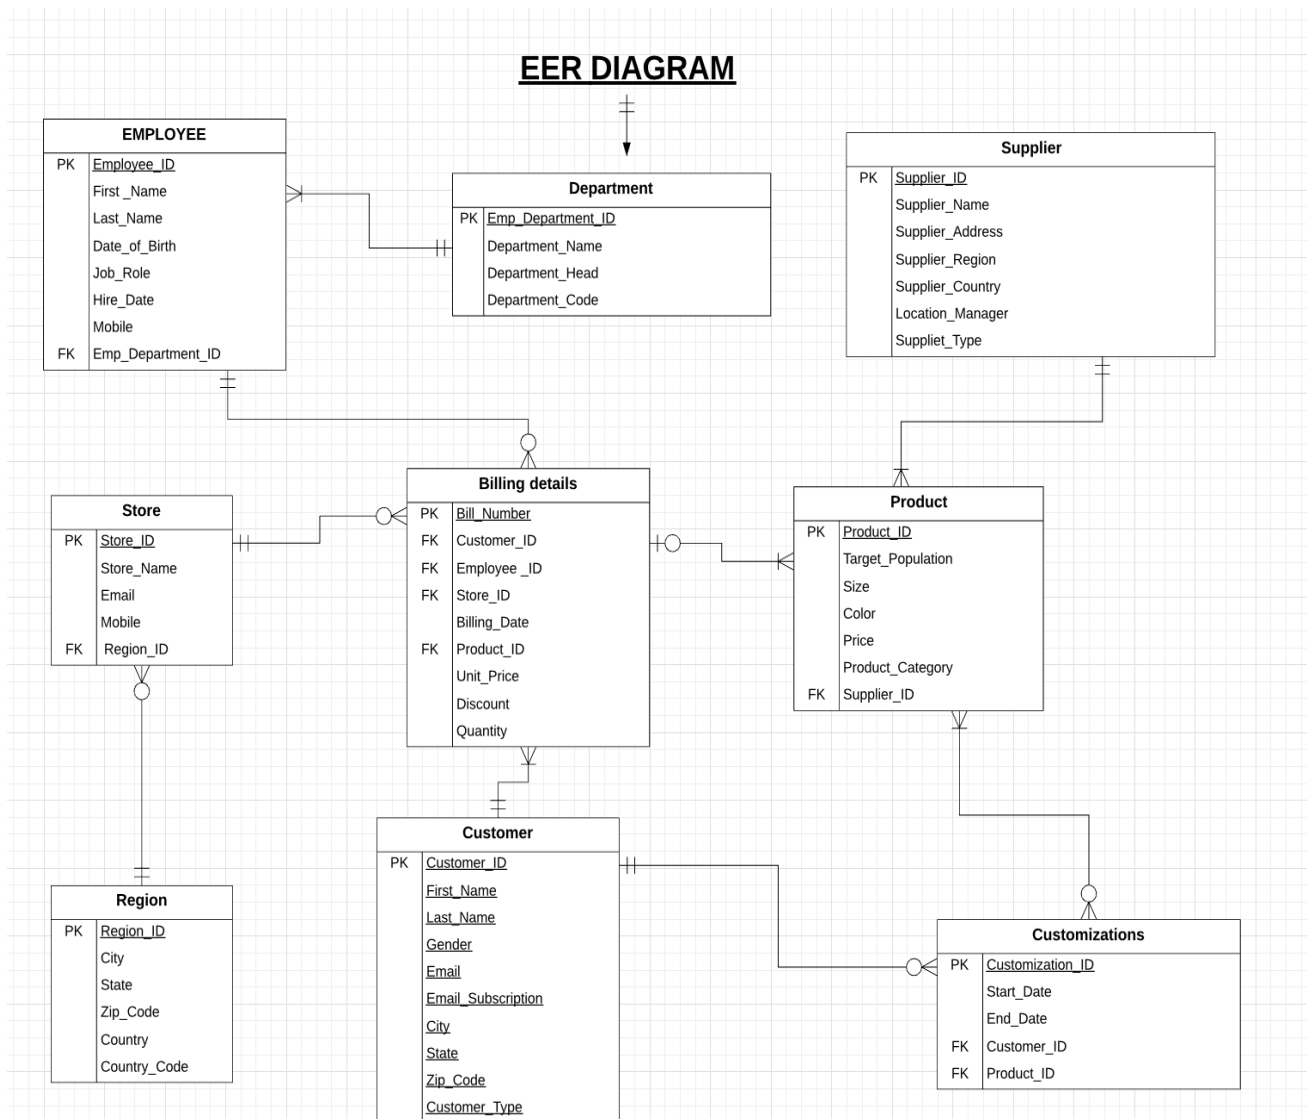 EER DIAGRAM
EMPLOYEE
PK Employee_ID
First _Name
Last_Name
Date_of_Birth
Job_Role
Hire_Date
Mobile
FK Emp_Department_ID
Department
PK Emp_Department_ID
Department_Name
Department_Head
Department_Code
Supplier
PK Supplier_ID
Supplier_Name
Supplier_Address
Supplier_Region
Supplier_Country
Location_Manager
Suppliet_Type
Store
PK Store_ID
Store_Name
Email
Mobile
FK Region_ID
Billing details
PK Bill_Number
FK Customer_ID
FK Employee _ID
FK Store_ID
Billing_Date
FK Product_ID
Unit_Price
Discount
Quantity
Product
PK Product_ID
Target_Population
Size
Color
Price
Product_Category
FK Supplier_ID
Region
PK Region_ID
City
State
Zip_Code
Country
Country_Code
Customer
PK Customer_ID
First_Name
Last_Name
Gender
Email
Email_Subscription
City
State
Zip_Code
Customer_Type
Customizations
PK Customization_ID
Start_Date
End_Date
FK Customer_ID
FK Product_ID